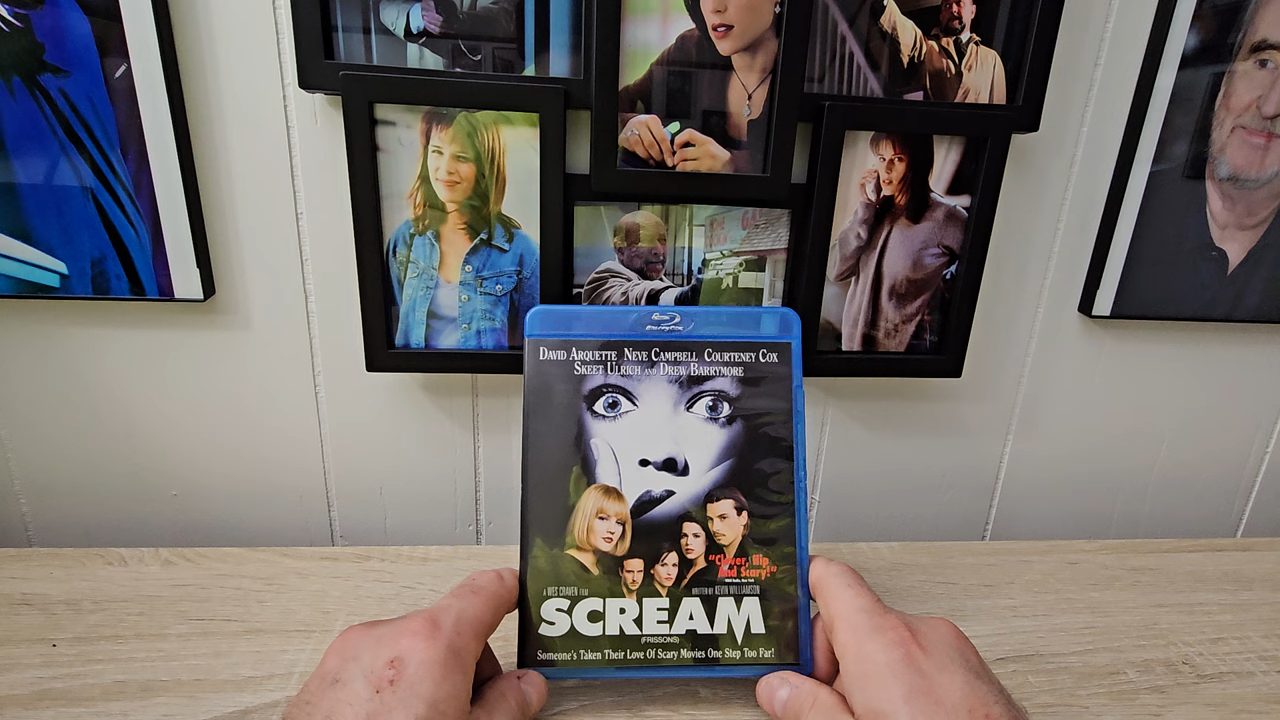 Blu-ray Disc
DAVID ARQUETTE NEVE CAMPBELL COURTENEY COX
SKEET ULRICH AND DREW BARRYMORE
"Clever, Hip
And Scary!"
A WES CRAVEN FILM WRITTEN BY KEVIN WILLIAMSON
SCREAM
(FRISSONS)
Someone's Taken Their Love Of Scary Movies One Step Too Far!